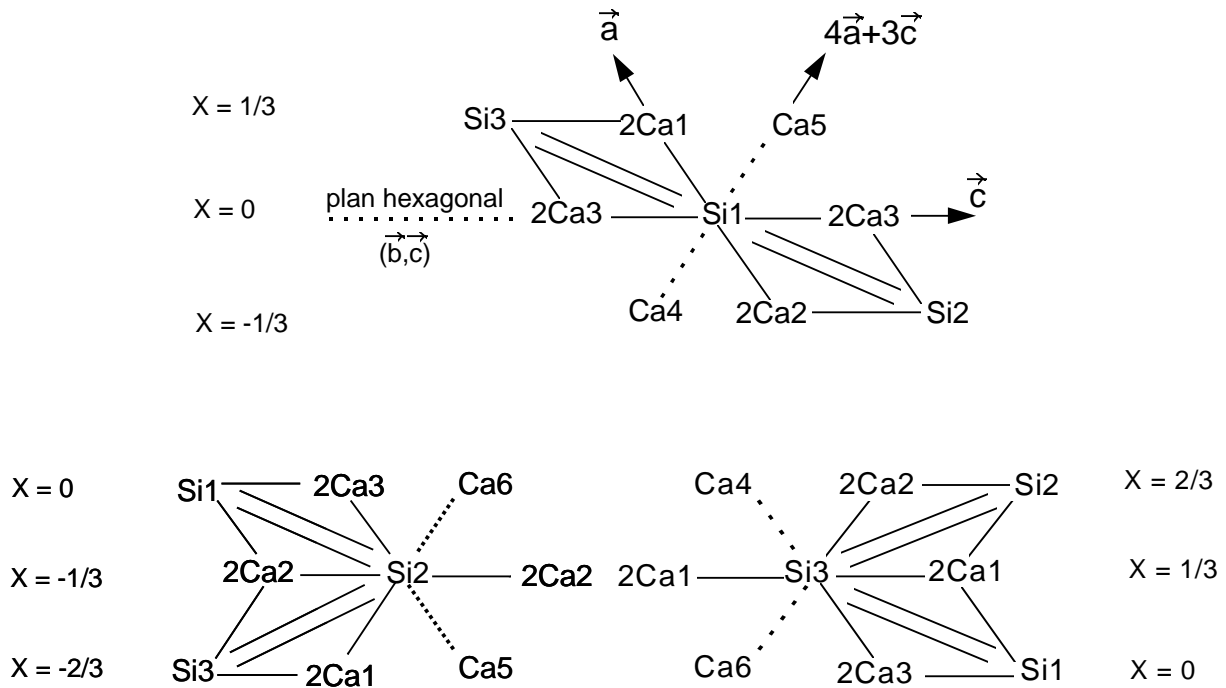 a⃗ 4a⃗+3c⃗
X = 1/3 Si3 2Ca1 Ca5
plan hexagonal
X = 0 2Ca3 Si1 2Ca3 c⃗
(b⃗,c⃗)
X = -1/3 Ca4 2Ca2 Si2
X = 0 Si1 2Ca3 Ca6 Ca4 2Ca2 Si2 X = 2/3
X = -1/3 2Ca2 Si2 2Ca2 2Ca1 Si3 2Ca1 X = 1/3
X = -2/3 Si3 2Ca1 Ca5 Ca6 2Ca3 Si1 X = 0